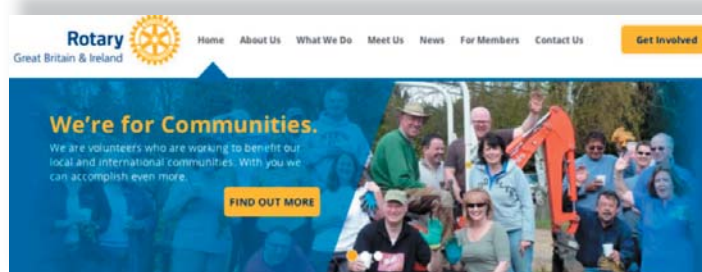 Rotary
Great Britain & Ireland
Home About Us What We Do Meet Us News For Members Contact Us Get Involved
We're for Communities.
We are volunteers who are working to benefit our
local and international communities. With you we
can accomplish even more.
FIND OUT MORE